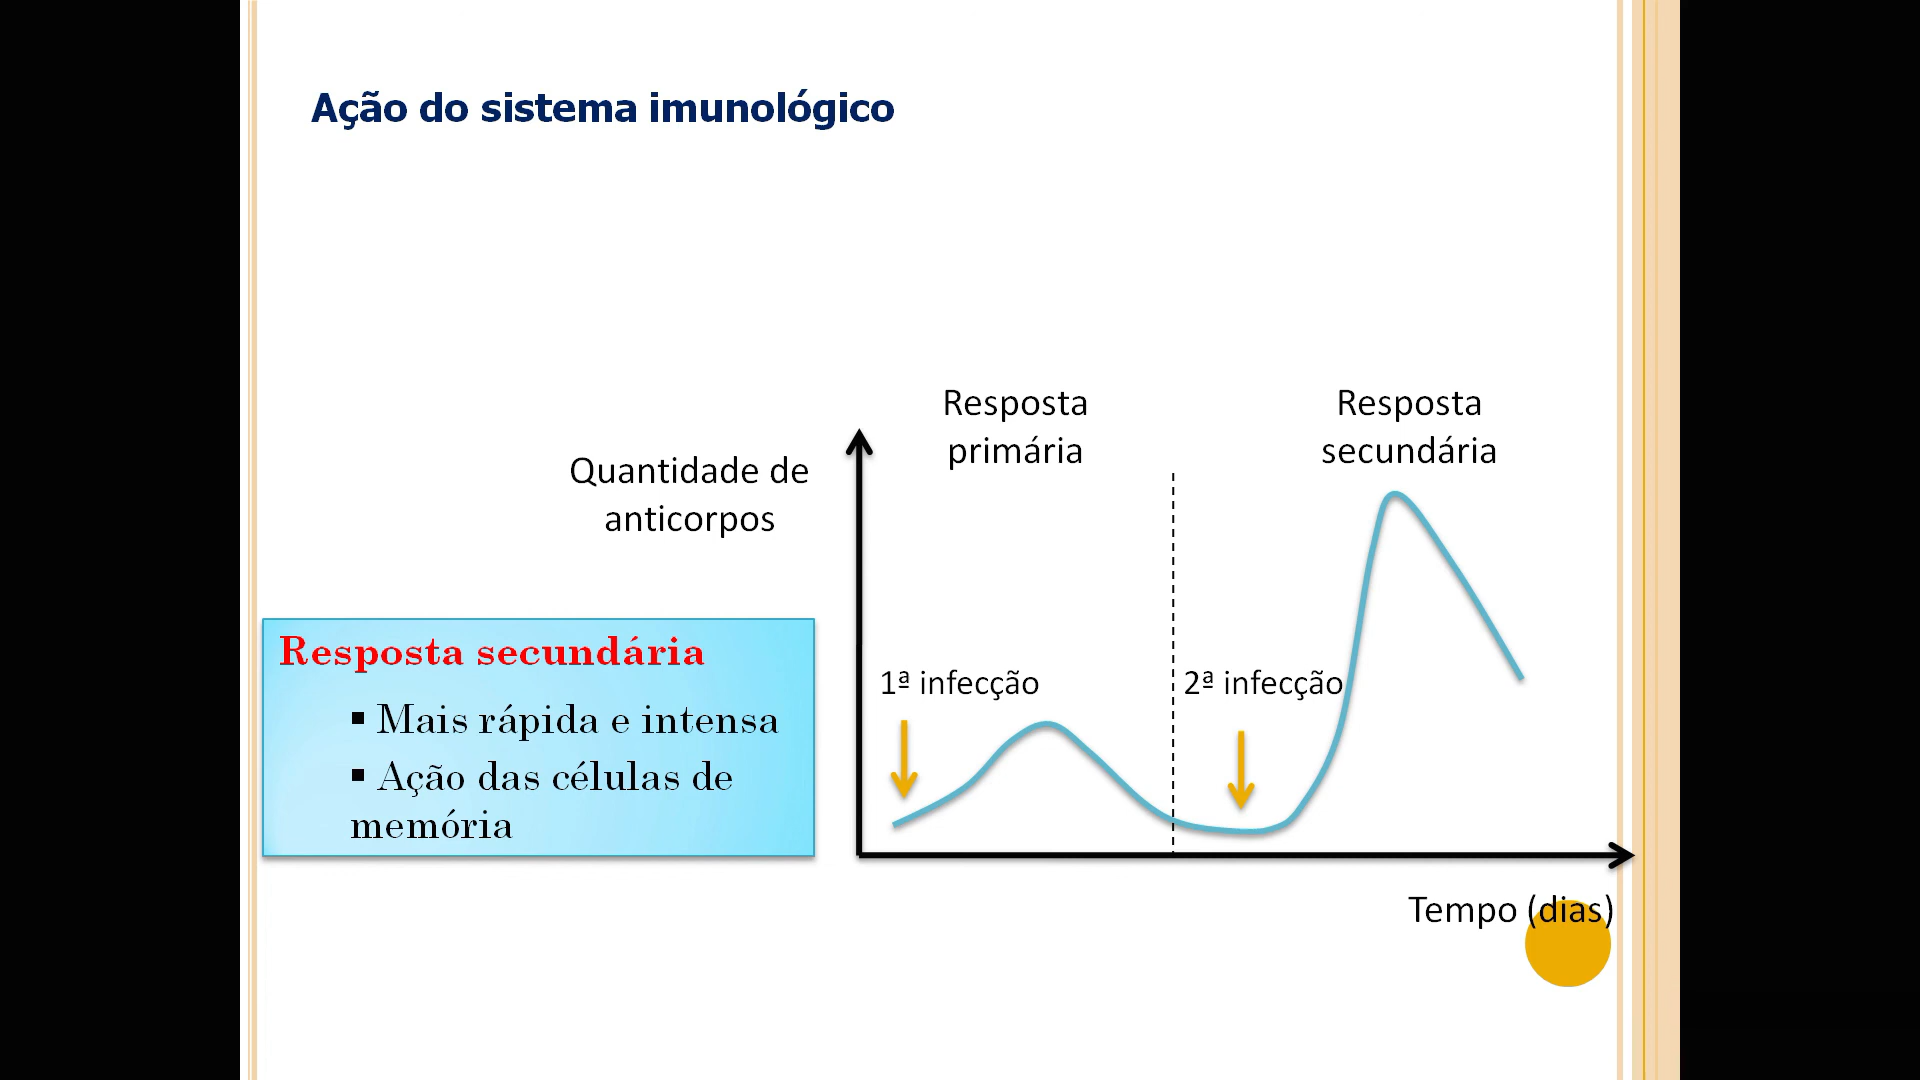 Ação do sistema imunológico
Resposta
primária
Resposta
secundária
Quantidade de
anticorpos
Resposta secundária
▪ Mais rápida e intensa
▪ Ação das células de
memória
1ª infecção
2ª infecção
Tempo (dias)